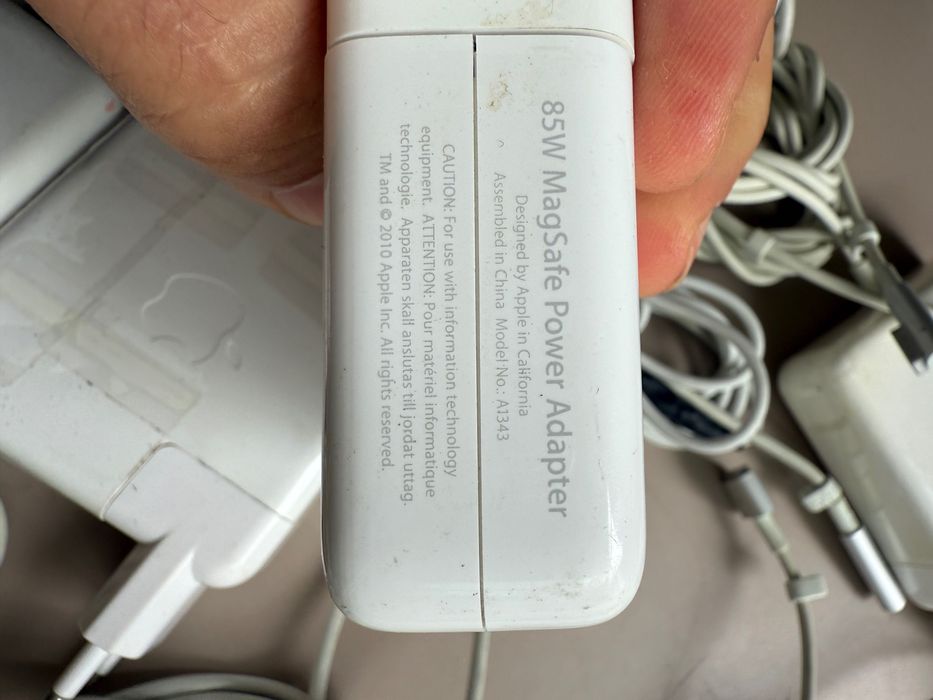 85W MagSafe Power Adapter
Designed by Apple in California
Assembled in China Model No.: A1343
CAUTION: For use with information technology
equipment. ATTENTION: Pour matériel informatique
technologie. Apparaten skall anslutas till jordat uttag.
TM and © 2010 Apple Inc. All rights reserved.